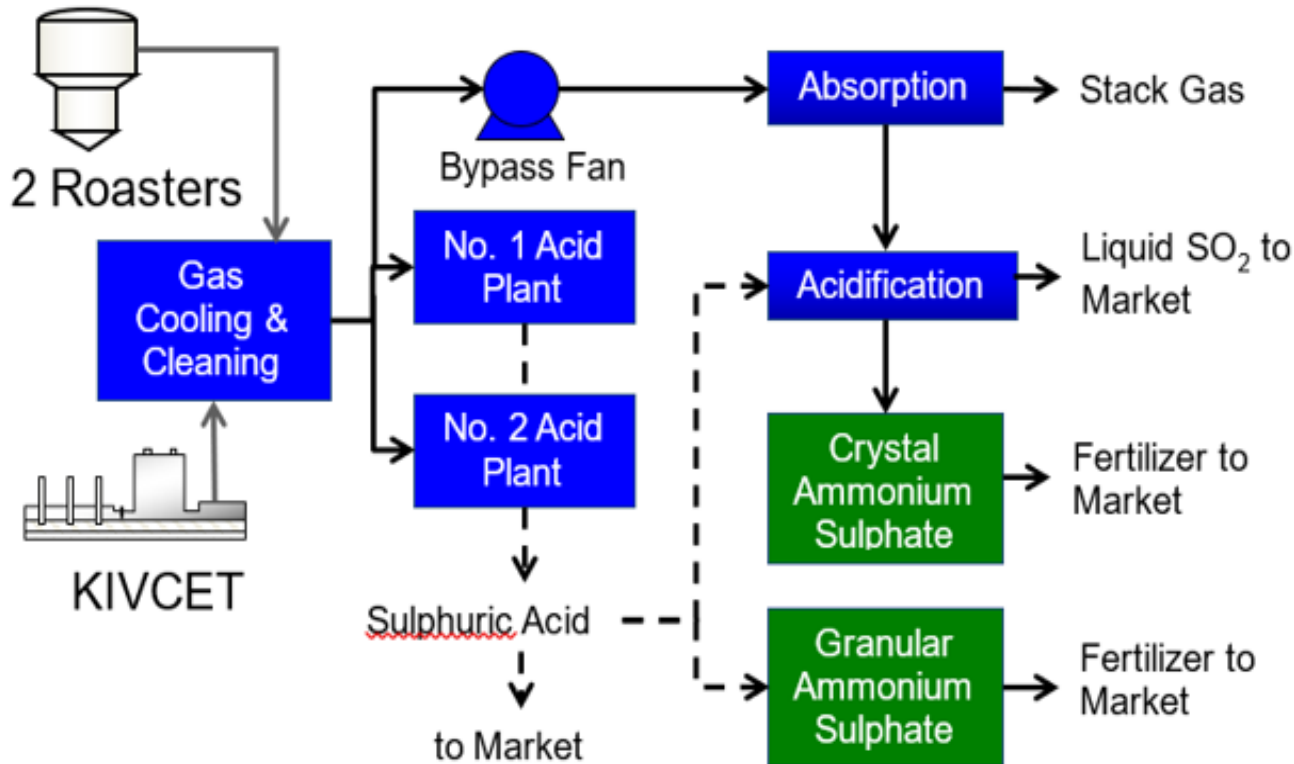 2 Roasters
Gas
Cooling &
Cleaning
KIVCET
Bypass Fan
No. 1 Acid
Plant
No. 2 Acid
Plant
Sulphuric Acid
to Market
Absorption
Stack Gas
Acidification
Liquid SO₂ to
Market
Crystal
Ammonium
Sulphate
Fertilizer to
Market
Granular
Ammonium
Sulphate
Fertilizer to
Market